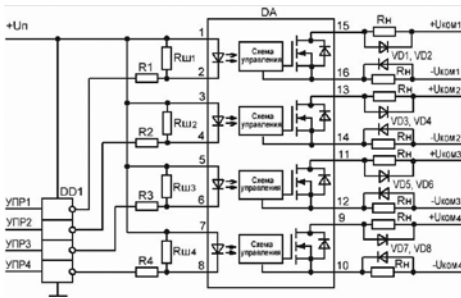 +Uп
DA
1
2
3
4
5
6
7
8
R1
R2
R3
R4
Rш1
Rш2
Rш3
Rш4
DD1
УПР1
УПР2
УПР3
УПР4
Схема управления
Схема управления
Схема управления
Схема управления
15
16
13
14
11
12
9
10
Rн
+Uком1
VD1, VD2
Rн
-Uком1
Rн
+Uком2
VD3, VD4
Rн
-Uком2
Rн
+Uком3
VD5, VD6
Rн
-Uком3
Rн
+Uком4
VD7, VD8
Rн
-Uком4